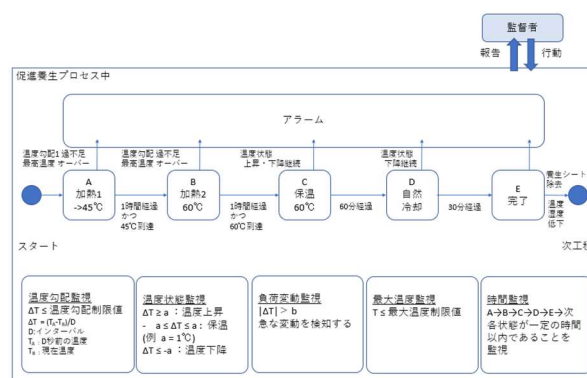 監督者
報告
行動
促進養生プロセス中
アラーム
温度勾配1 過不足
最高温度 オーバー
温度勾配 過不足
最高温度 オーバー
温度状態
上昇・下降継続
温度状態
下降継続
養生シート
除去
A
加熱1
->45℃
B
加熱2
60℃
C
保温
60℃
D
自然
冷却
E
完了
1時間経過
かつ
45℃到達
1時間経過
かつ
60℃到達
60分経過
30分経過
温度
湿度
低下
スタート
次工程
温度勾配監視
ΔT ≤ 温度勾配制限値
ΔT = (Tₐ-Tₐ)/D
D:インターバル
Tₐ : D秒前の温度
Tₐ : 現在温度
温度状態監視
ΔT ≥ a : 温度上昇
- a ≤ ΔT ≤ a : 保温
(例 a = 1℃)
ΔT ≤ -a : 温度下降
負荷変動監視
|ΔT| > b
急な変動を検知する
最大温度監視
T ≤ 最大温度制限値
時間監視
A→B→C→D→E→次
各状態が一定の時間
以内であることを
監視